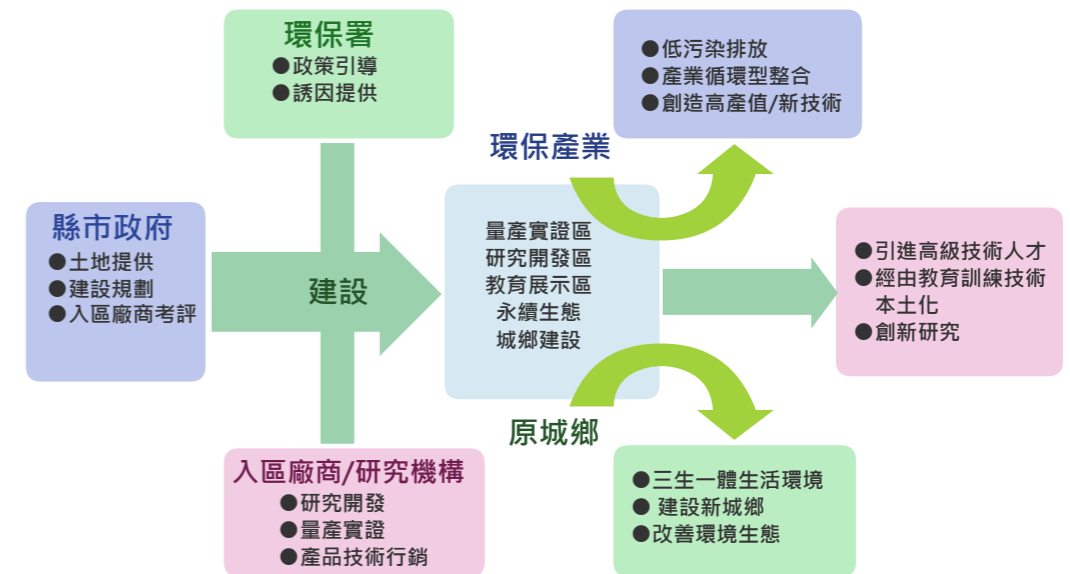 環保署
●政策引導
●誘因提供
縣市政府
●土地提供
●建設規劃
●入區廠商考評
建設
入區廠商/研究機構
●研究開發
●量產實證
●產品技術行銷
環保產業
量產實證區
研究開發區
教育展示區
永續生態
城鄉建設
原城鄉
●低污染排放
●產業循環型整合
●創造高產值/新技術
●引進高級技術人才
●經由教育訓練技術
本土化
●創新研究
●三生一體生活環境
● 建設新城鄉
●改善環境生態